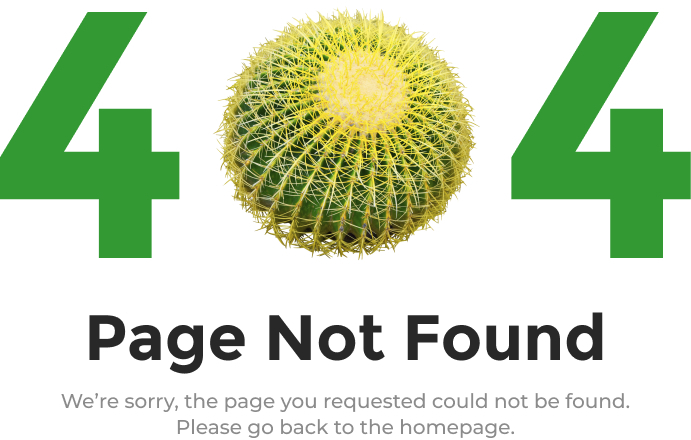 4 4
Page Not Found
We’re sorry, the page you requested could not be found.
Please go back to the homepage.